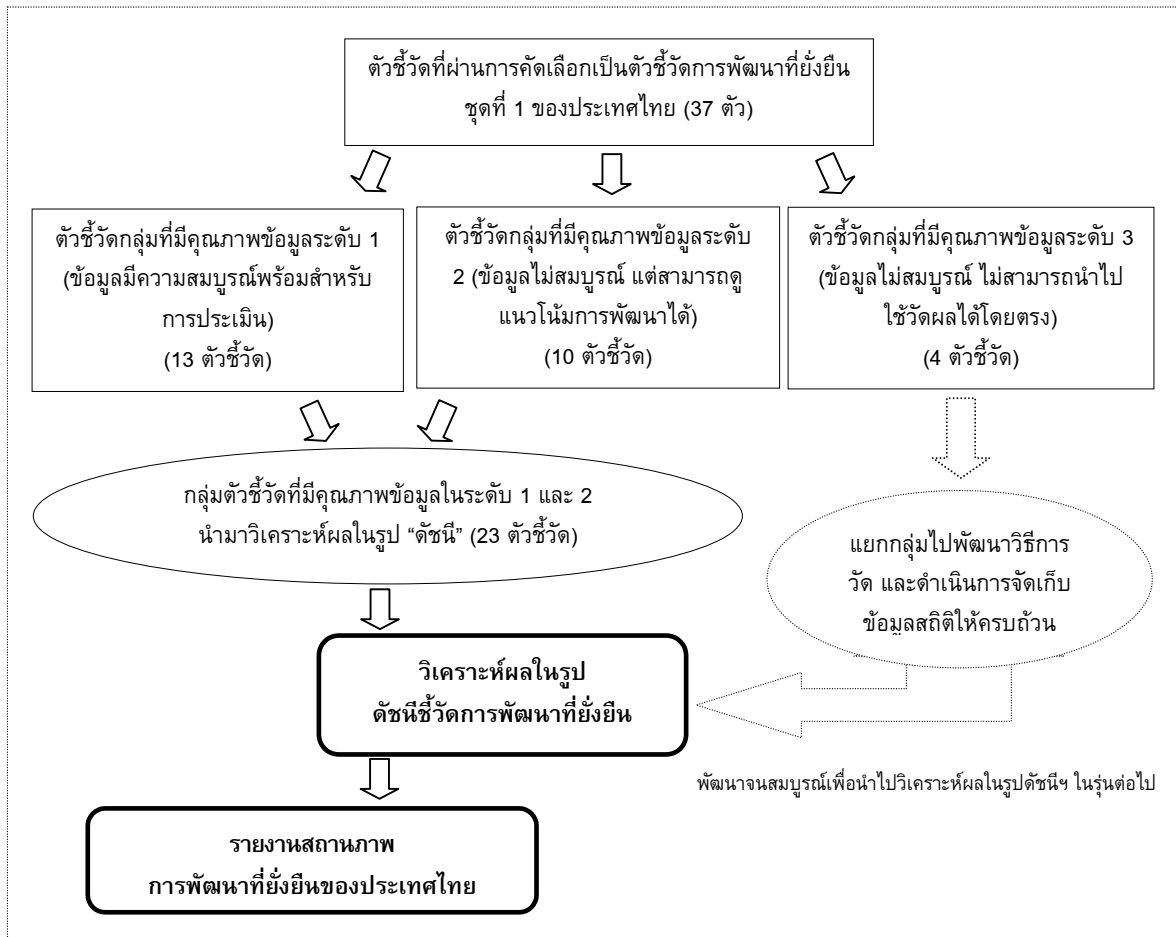 ตัวชี้วัดที่ผ่านการคัดเลือกเป็นตัวชี้วัดการพัฒนาที่ยั่งยืน
ชุดที่ 1 ของประเทศไทย (37 ตัว)
ตัวชี้วัดกลุ่มที่มีคุณภาพข้อมูลระดับ 1
(ข้อมูลมีความสมบูรณ์พร้อมสำหรับ
การประเมิน)
(13 ตัวชี้วัด)
ตัวชี้วัดกลุ่มที่มีคุณภาพข้อมูลระดับ
2 (ข้อมูลไม่สมบูรณ์ แต่สามารถดู
แนวโน้มการพัฒนาได้)
(10 ตัวชี้วัด)
ตัวชี้วัดกลุ่มที่มีคุณภาพข้อมูลระดับ 3
(ข้อมูลไม่สมบูรณ์ ไม่สามารถนำไป
ใช้วัดผลได้โดยตรง)
(4 ตัวชี้วัด)
กลุ่มตัวชี้วัดที่มีคุณภาพข้อมูลในระดับ 1 และ 2
นำมาวิเคราะห์ผลในรูป “ดัชนี” (23 ตัวชี้วัด)
แยกกลุ่มไปพัฒนาวิธีการ
วัด และดำเนินการจัดเก็บ
ข้อมูลสถิติให้ครบถ้วน
วิเคราะห์ผลในรูป
ดัชนีชี้วัดการพัฒนาที่ยั่งยืน
พัฒนาจนสมบูรณ์เพื่อนำไปวิเคราะห์ผลในรูปดัชนีฯ ในรุ่นต่อไป
รายงานสถานภาพ
การพัฒนาที่ยั่งยืนของประเทศไทย